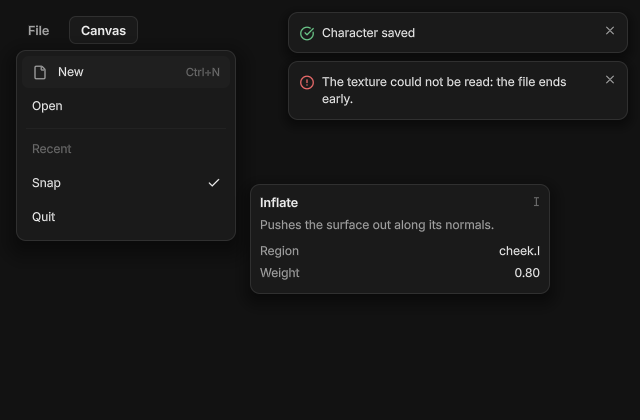 File
Canvas
New
Ctrl+N
Open
Recent
Snap
Quit
Character saved
The texture could not be read: the file ends
early.
Inflate
I
Pushes the surface out along its normals.
Region
cheek.l
Weight
0.80